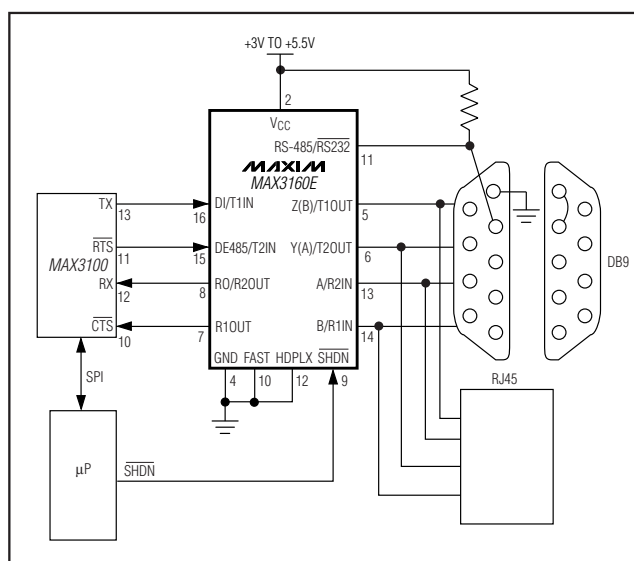 +3V TO +5.5V
2
VCC
RS-485/RS232
11
MAXIM
MAX3160E
TX
13
DI/T1IN
16
Z(B)/T1OUT
5
RTS
11
DE485/T2IN
15
Y(A)/T2OUT
6
DB9
MAX3100
RX
12
RO/R2OUT
8
A/R2IN
13
CTS
10
R1OUT
7
B/R1IN
14
GND FAST HDPLX SHDN
4 10 12 9
SPI
RJ45
µP
SHDN